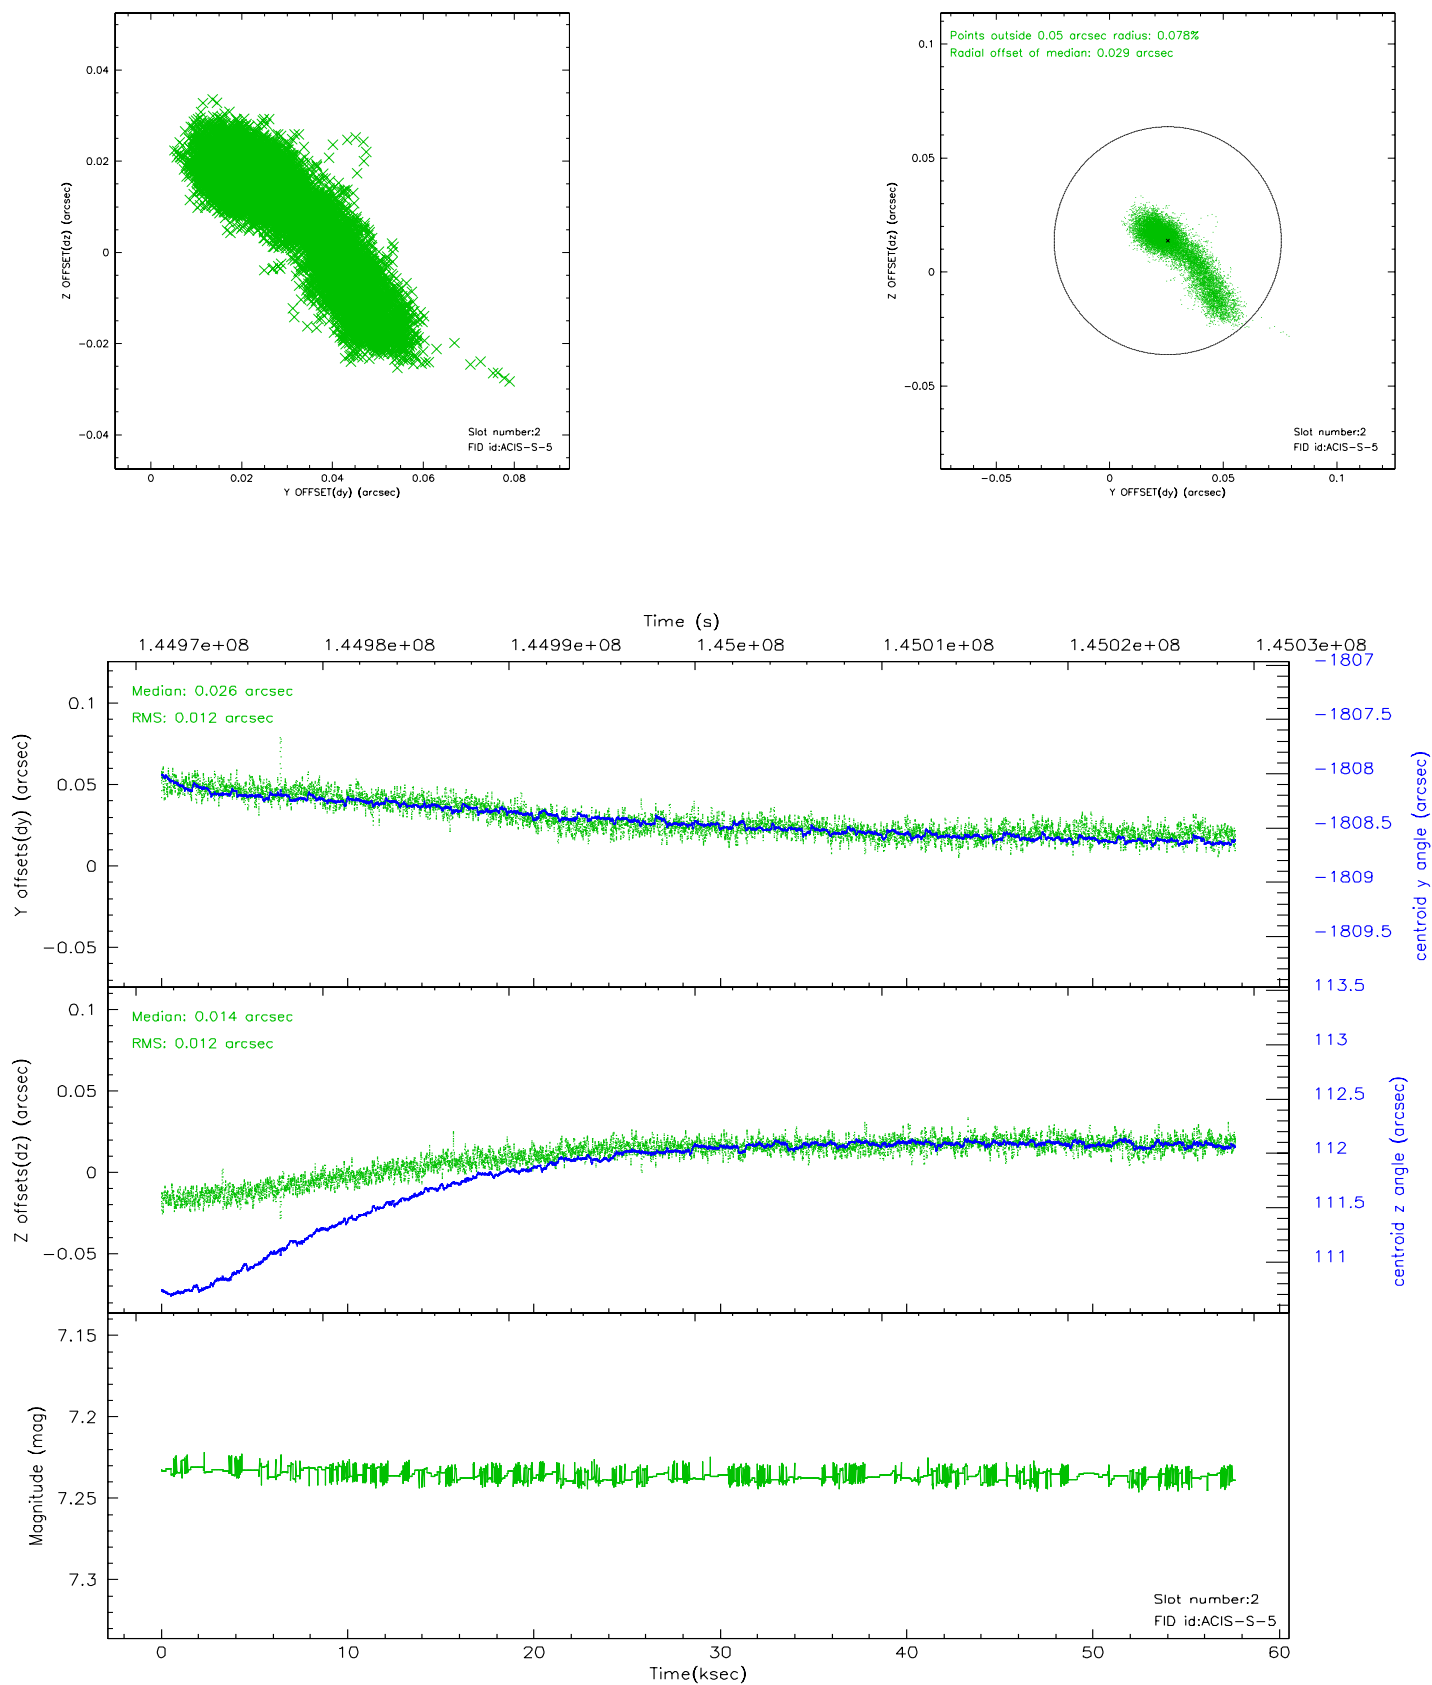 0.04
0.02
0
-0.02
-0.04
Z OFFSET(dz) (arcsec)
Slot number:2
FID id:ACIS-S-5
0 0.02 0.04 0.06 0.08
Y OFFSET(dy) (arcsec)
Points outside 0.05 arcsec radius: 0.078%
Radial offset of median: 0.029 arcsec
0.1
0.05
0
-0.05
Z OFFSET(dz) (arcsec)
Slot number:2
FID id:ACIS-S-5
-0.05 0 0.05 0.1
Y OFFSET(dy) (arcsec)
Time (s)
1.4497e+08 1.4498e+08 1.4499e+08 1.45e+08 1.4501e+08 1.4502e+08 1.4503e+08
Median: 0.026 arcsec
RMS: 0.012 arcsec
0.1
0.05
0
-0.05
Y offsets(dy) (arcsec)
-1807
-1807.5
-1808
-1808.5
-1809
-1809.5
centroid y angle (arcsec)
Median: 0.014 arcsec
RMS: 0.012 arcsec
0.1
0.05
0
-0.05
Z offsets(dz) (arcsec)
113.5
113
112.5
112
111.5
111
centroid z angle (arcsec)
7.15
7.2
7.25
7.3
Magnitude (mag)
Slot number:2
FID id:ACIS-S-5
0 10 20 30 40 50 60
Time(ksec)